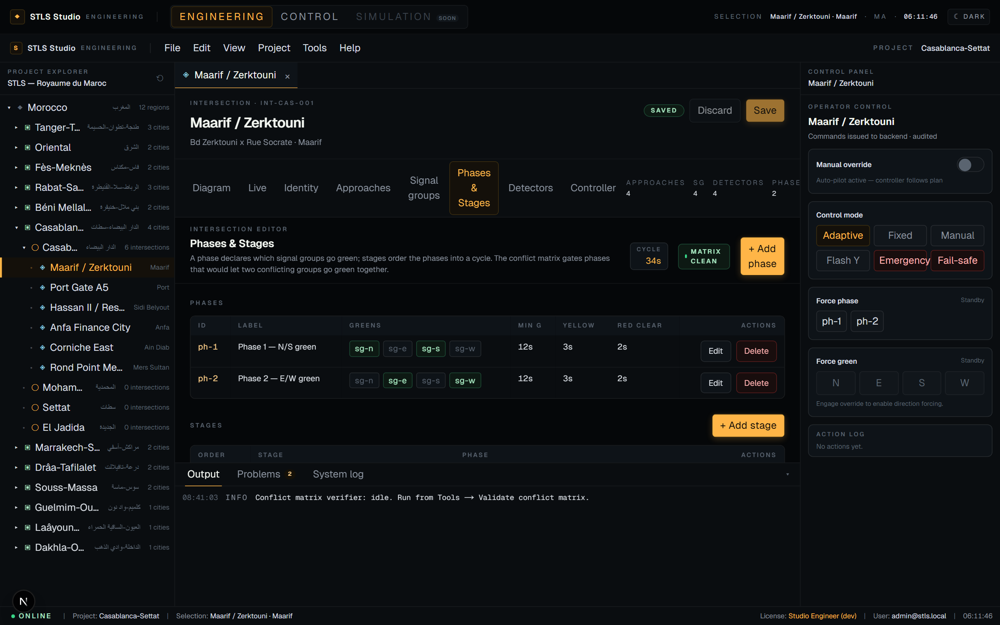 STLS Studio ENGINEERING
ENGINEERING CONTROL SIMULATION SOON
SELECTION Maarif / Zerktouni · Maarif · MA · 06:11:46 DARK
S STLS Studio ENGINEERING
File Edit View Project Tools Help
PROJECT Casablanca-Settat
PROJECT EXPLORER
STLS — Royaume du Maroc
Morocco المغرب 12 regions
Tanger-T... طنجة-تطوان-الحسيمة 3 cities
Oriental الشرق 2 cities
Fès-Meknès فاس-مكناس 2 cities
Rabat-Sa... الرباط-سلا-القنيطرة 3 cities
Béni Mellal... بني ملال-خنيفرة 2 cities
Casablan... الدار البيضاء-سطات 4 cities
Casab... الدار البيضاء 6 intersections
Maarif / Zerktouni Maarif
Port Gate A5 Port
Hassan II / Res... Sidi Belyout
Anfa Finance City Anfa
Corniche East Ain Diab
Rond Point Me... Mers Sultan
Moham... المحمدية 0 intersections
Settat سطات 0 intersections
El Jadida الجديدة 0 intersections
Marrakech-S... مراكش-آسفي 2 cities
Drâa-Tafilalet درعة-تافيلالت 2 cities
Souss-Massa سوس-ماسة 2 cities
Guelmim-Ou... كلميم-واد نون 1 cities
Laâyoun... العيون-الساقية الحمراء 1 cities
Dakhla-O... الداخلة-وادي الذهب 1 cities
N
Maarif / Zerktouni ×
INTERSECTION · INT-CAS-001
Maarif / Zerktouni
Bd Zerktouni x Rue Socrate · Maarif
SAVED Discard Save
Diagram Live Identity Approaches Signal groups Phases & Stages Detectors Controller
APPROACHES SG DETECTORS PHASE
4 4 4 2
INTERSECTION EDITOR
Phases & Stages
A phase declares which signal groups go green; stages order the phases into a cycle. The conflict matrix gates phases
that would let two conflicting groups go green together.
CYCLE
34s
MATRIX
CLEAN
+ Add
phase
PHASES
ID LABEL GREENS MIN G YELLOW RED CLEAR ACTIONS
ph-1 Phase 1 — N/S green sg-n sg-e sg-s sg-w 12s 3s 2s Edit Delete
ph-2 Phase 2 — E/W green sg-n sg-e sg-s sg-w 12s 3s 2s Edit Delete
STAGES + Add stage
ORDER STAGE PHASE ACTIONS
Output Problems 2 System log
08:41:03 INFO Conflict matrix verifier: idle. Run from Tools → Validate conflict matrix.
CONTROL PANEL
Maarif / Zerktouni
OPERATOR CONTROL
Maarif / Zerktouni
Commands issued to backend · audited
Manual override
Auto-pilot active — controller follows plan
Control mode
Adaptive Fixed Manual
Flash Y Emergency Fail-safe
Force phase Standby
ph-1 ph-2
Force green Standby
N E S W
Engage override to enable direction forcing.
ACTION LOG
No actions yet.
ONLINE | Project: Casablanca-Settat | Selection: Maarif / Zerktouni · Maarif
License: Studio Engineer (dev) | User: admin@stls.local | 06:11:46